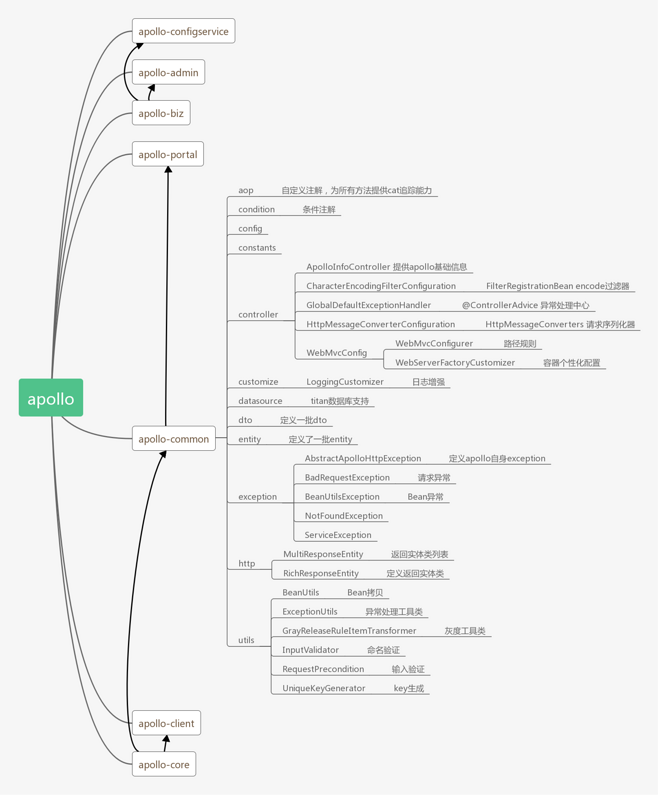 apollo-configservice
apollo-admin
apollo-biz
apollo-portal
aop 自定义注解，为所有方法提供cat追踪能力
condition 条件注解
config
constants
ApolloInfoController 提供apollo基础信息
CharacterEncodingFilterConfiguration FilterRegistrationBean encode过滤器
GlobalDefaultExceptionHandler @ControllerAdvice 异常处理中心
controller
HttpMessageConverterConfiguration HttpMessageConverters 请求序列化器
WebMvcConfigurer 路径规则
WebMvcConfig
WebServerFactoryCustomizer 容器个性化配置
customize LoggingCustomizer 日志增强
apollo
datasource titan数据库支持
dto 定义一批dto
apollo-common
entity 定义了一批entity
AbstractApolloHttpException 定义apollo自身exception
BadRequestException 请求异常
exception BeanUtilsException Bean异常
NotFoundException
ServiceException
MultiResponseEntity 返回实体类列表
http
RichResponseEntity 定义返回实体类
BeanUtils Bean拷贝
ExceptionUtils 异常处理工具类
GrayReleaseRuleItemTransformer 灰度工具类
utils
InputValidator 命名验证
RequestPrecondition 输入验证
UniqueKeyGenerator key生成
apollo-client
apollo-core